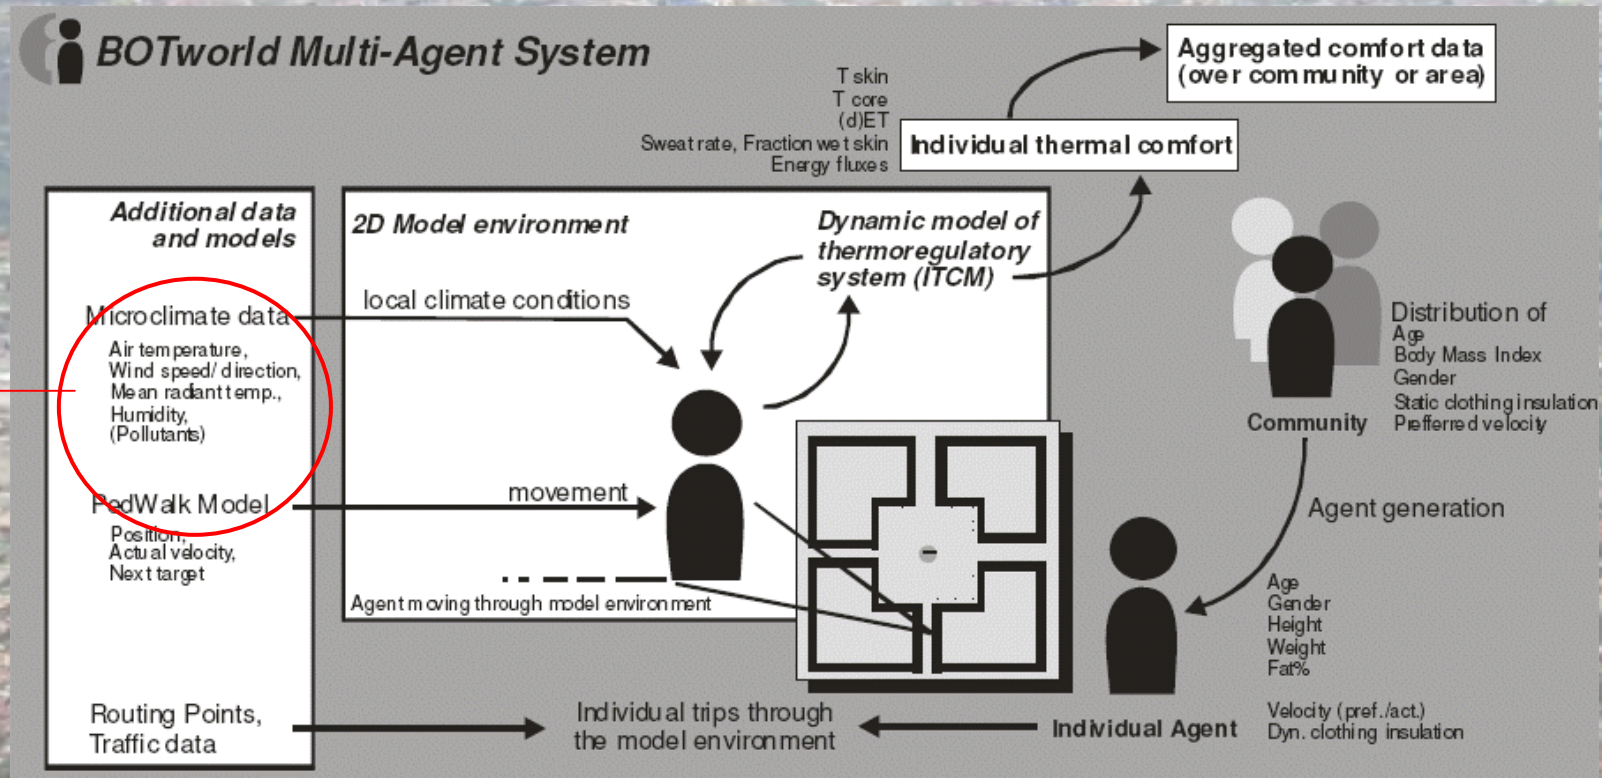 BOTworld Multi-Agent System
Aggregated comfort data
(over community or area)
T skin
T core
(d)ET
Sweat rate, Fraction wet skin
Energy fluxes
Individual thermal comfort
Additional data
and models
Microclimate data
Air temperature,
Wind speed/ direction,
Mean radiant temp.,
Humidity,
(Pollutants)
PedWalk Model
Position,
Actual velocity,
Next target
Routing Points,
Traffic data
2D Model environment
Dynamic model of
thermoregulatory
system (ITCM)
local climate conditions
movement
Agent moving through model environment
Individual trips through
the model environment
Distribution of
Age
Body Mass Index
Gender
Static clothing insulation
Prefferred velocity
Community
Agent generation
Age
Gender
Height
Weight
Fat%
Velocity (pref./act.)
Dyn. clothing insulation
Individual Agent